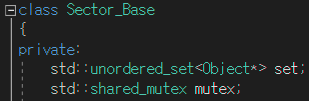 class Sector_Base
{
private:
std::unordered_set<Object*> set;
std::shared_mutex mutex;